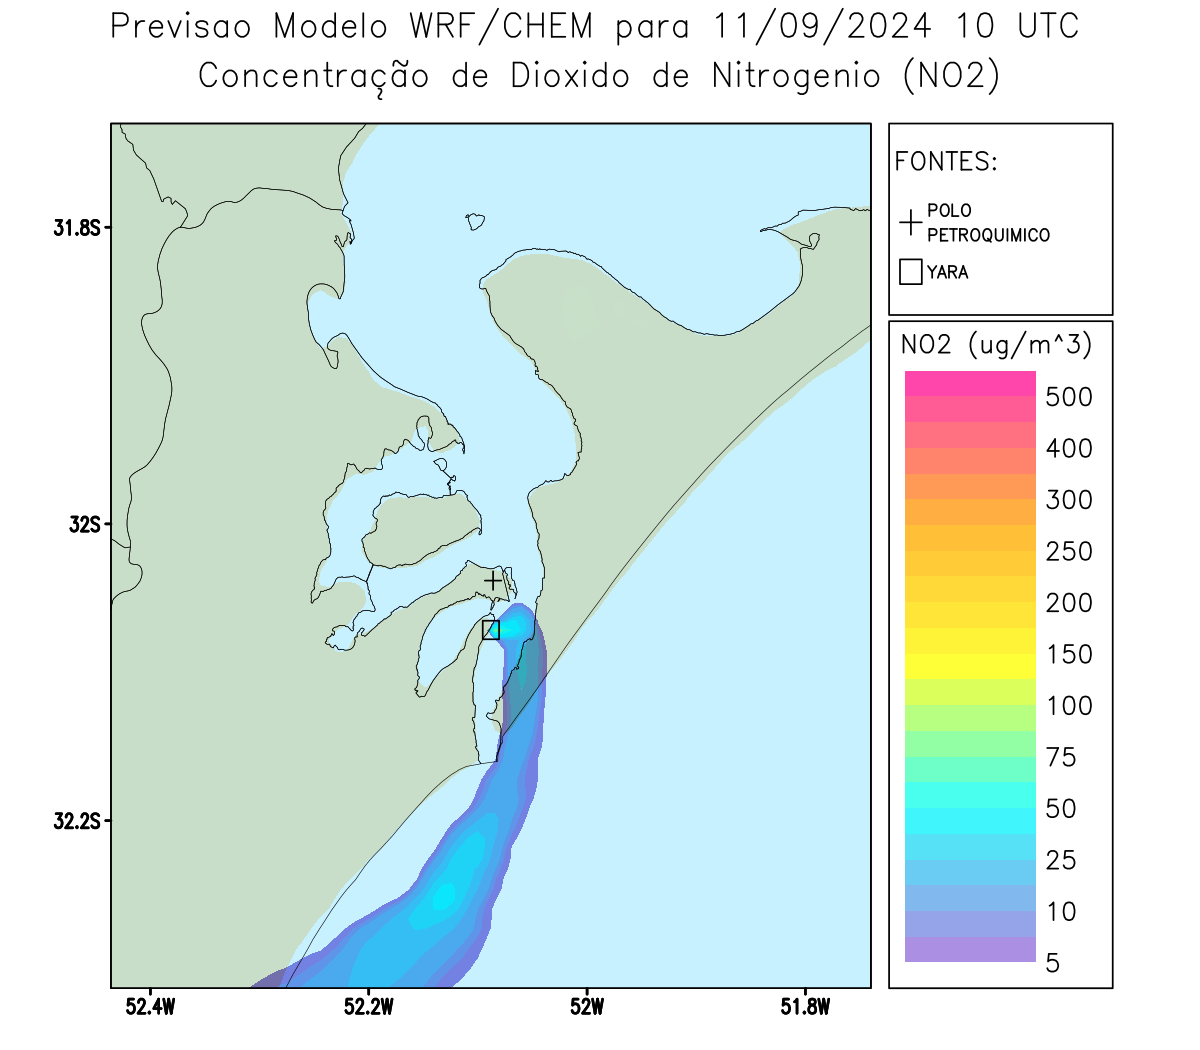 Previsao Modelo WRF/CHEM para 11/09/2024 10 UTC
Concentração de Dioxido de Nitrogenio (NO2)
FONTES:
POLO
PETROQUIMICO
YARA
31.8S
32S
32.2S
52.4W
52.2W
52W
51.8W
NO2 (ug/m^3)
500
400
300
250
200
150
100
75
50
25
10
5